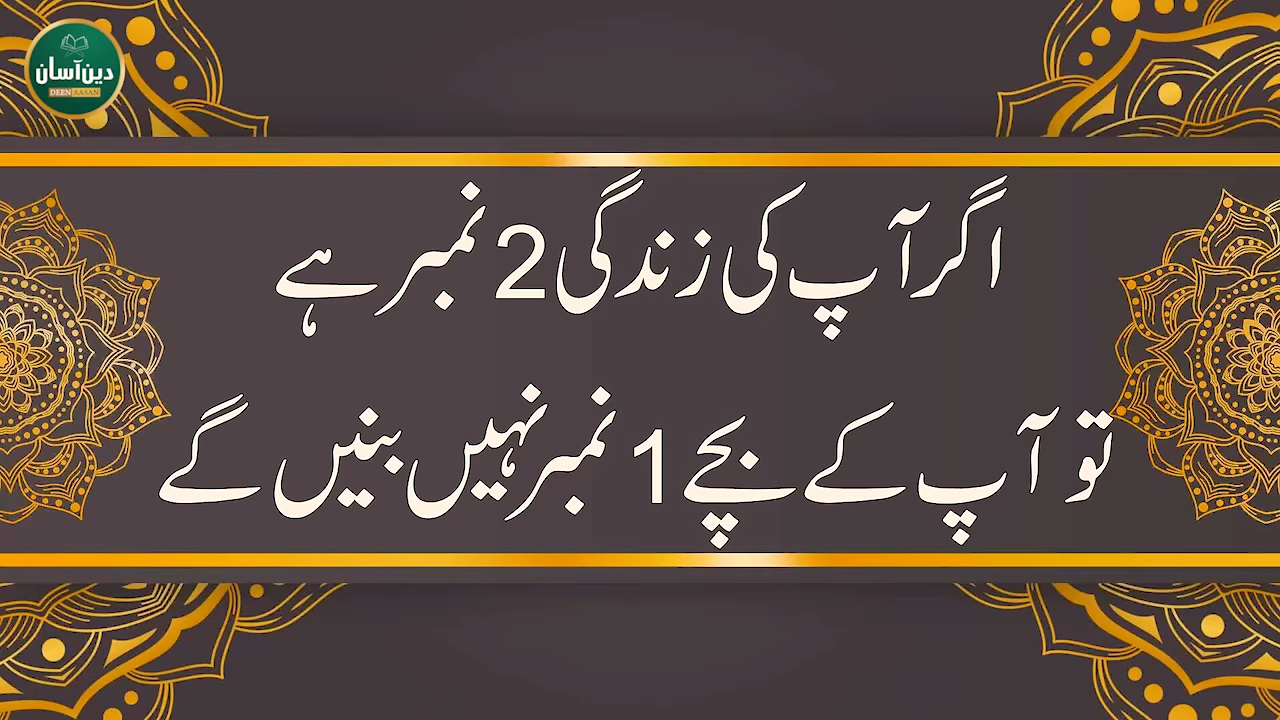 دین آسان
DEEN AASAN
اگر آپ کی زندگی 2 نمبر ہے
تو آپ کے بچے 1 نمبر نہیں بنیں گے